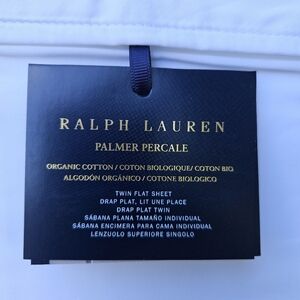 RALPH LAUREN
PALMER PERCALE
ORGANIC COTTON / COTON BIOLOGIQUE/ COTON BIO
ALGODÓN ORGÁNICO / COTONE BIOLOGICO
TWIN FLAT SHEET
DRAP PLAT, LIT UNE PLACE
DRAP PLAT TWIN
SÁBANA PLANA TAMAÑO INDIVIDUAL
SÁBANA ENCIMERA PARA CAMA INDIVIDUAL
LENZUOLO SUPERIORE SINGOLO